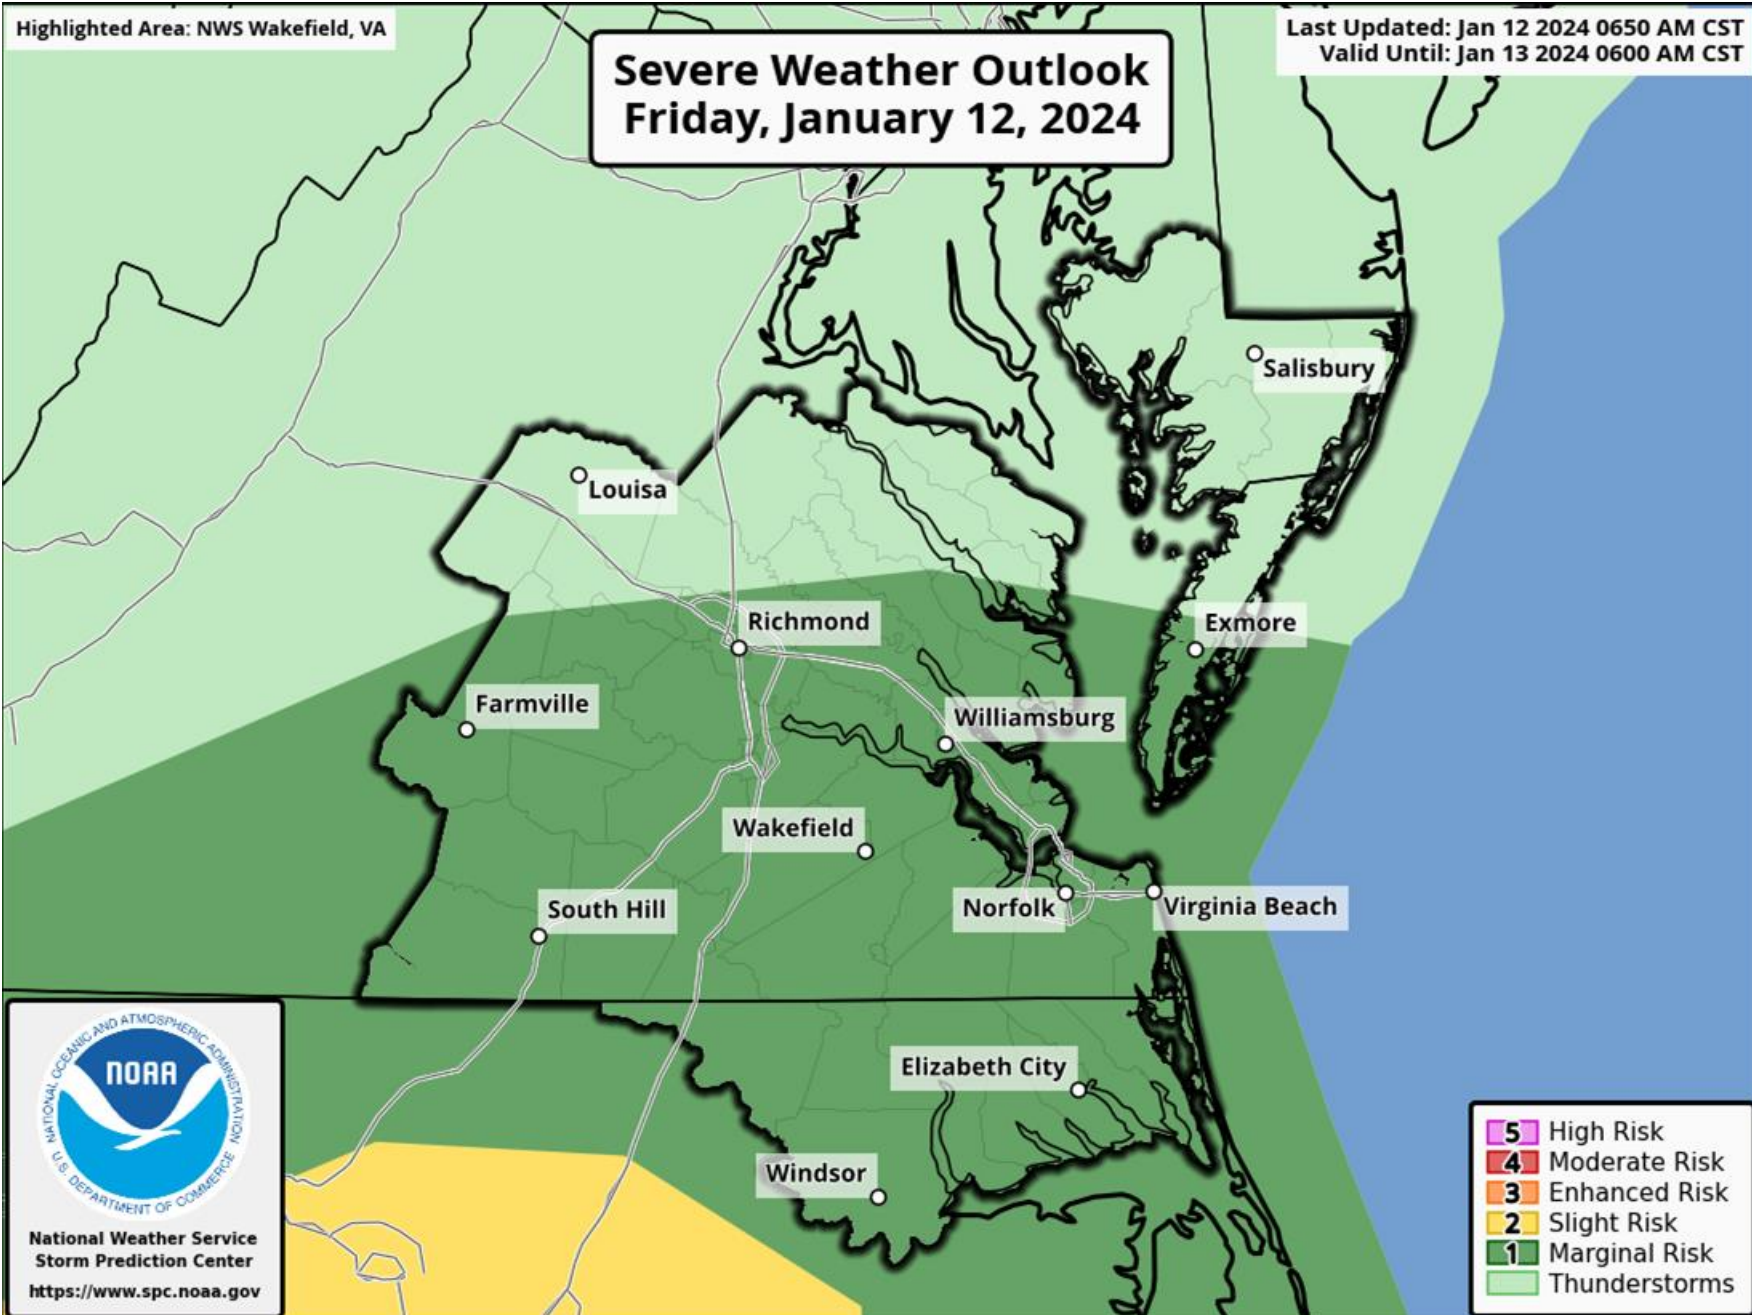 Highlighted Area: NWS Wakefield, VA
Severe Weather Outlook
Friday, January 12, 2024
Last Updated: Jan 12 2024 0650 AM CST
Valid Until: Jan 13 2024 0600 AM CST
Salisbury
Louisa
Richmond
Exmore
Farmville
Williamsburg
Wakefield
South Hill
Norfolk
Virginia Beach
Elizabeth City
Windsor
NATIONAL OCEANIC AND ATMOSPHERIC ADMINISTRATION
NOAA
U.S. DEPARTMENT OF COMMERCE
National Weather Service
Storm Prediction Center
https://www.spc.noaa.gov
5 High Risk
4 Moderate Risk
3 Enhanced Risk
2 Slight Risk
1 Marginal Risk
Thunderstorms